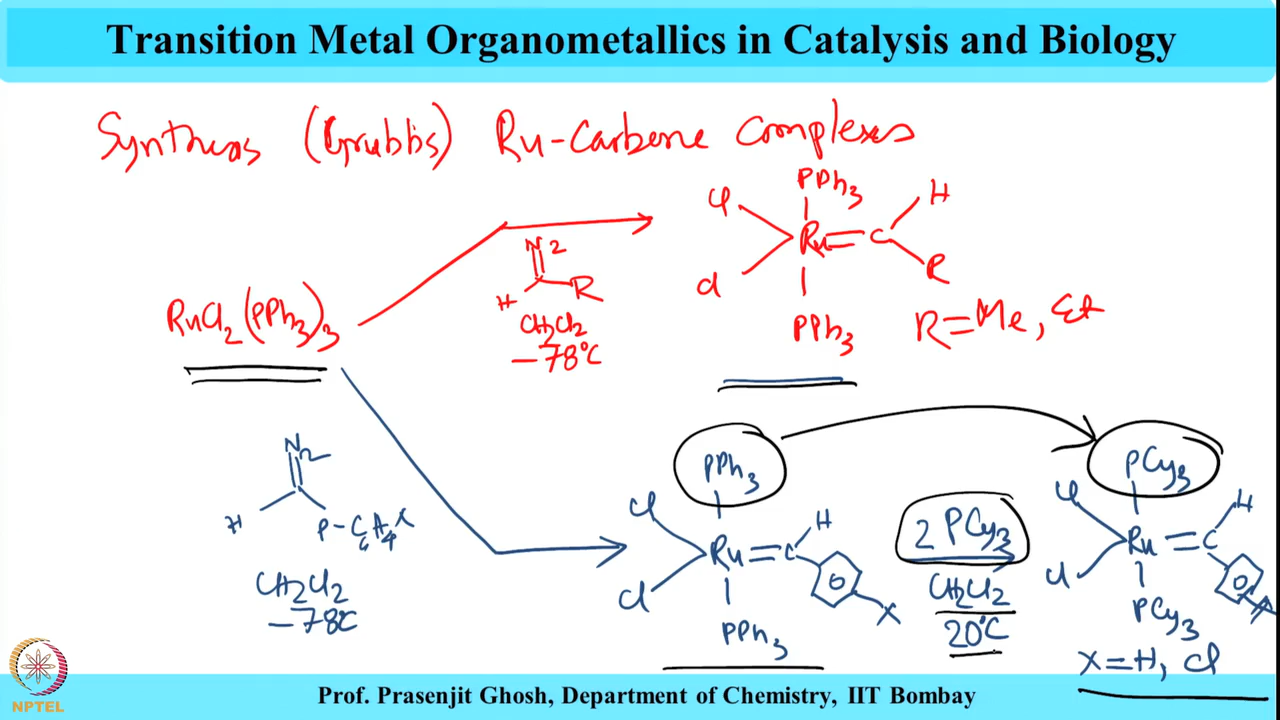 Transition Metal Organometallics in Catalysis and Biology
Synthesis (Grubbs) Ru-Carbene Complexes
PPh3
Cl
H
Ru=C
R
Cl
PPh3
R=Me, Et
N2
H R
CH2Cl2
-78°C
RuCl2(PPh3)3
N2
H
P-C6H4X
CH2Cl2
-78°C
PPh3
Cl
H
Ru=C
Cl
X
PPh3
2 PCy3
CH2Cl2
20°C
PCy3
Cl
H
Ru=C
Cl
PCy3
X=H, Cl
NPTEL
Prof. Prasenjit Ghosh, Department of Chemistry, IIT Bombay